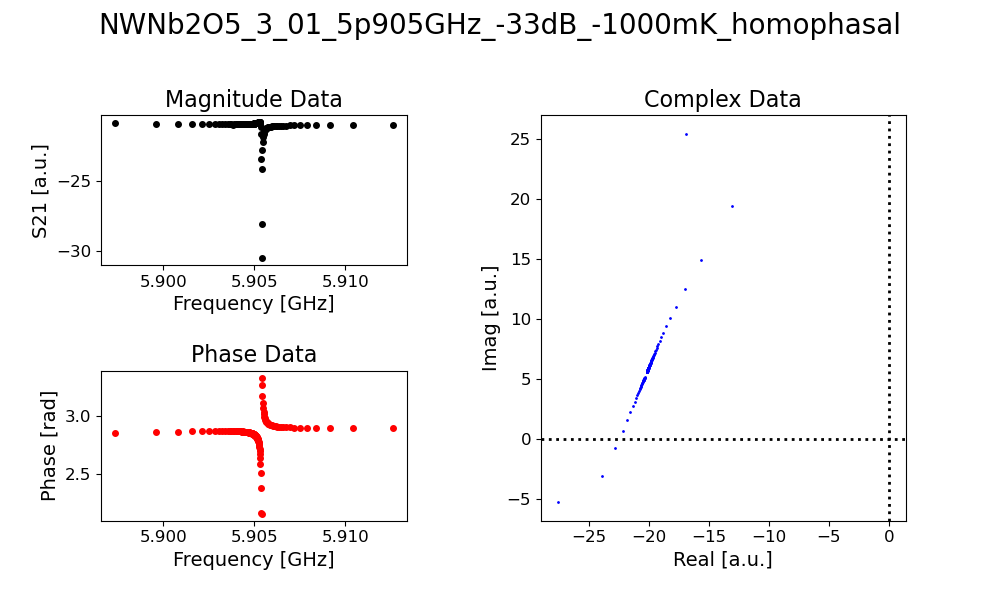 NWNb2O5_3_01_5p905GHz_-33dB_-1000mK_homophasal
Magnitude Data
S21 [a.u.]
−25
−30
5.900 5.905 5.910
Frequency [GHz]
Phase Data
Phase [rad]
3.0
2.5
5.900 5.905 5.910
Frequency [GHz]
Complex Data
Imag [a.u.]
25
20
15
10
5
0
−5
−25 −20 −15 −10 −5 0
Real [a.u.]